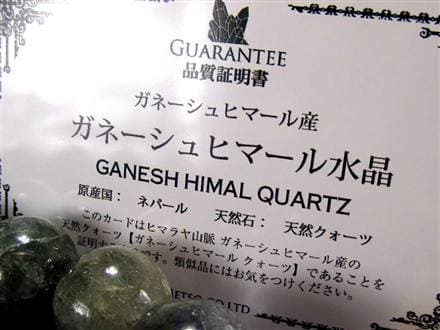 GUARANTEE
品質証明書
ガネーシュヒマール産
ガネーシュヒマール水晶
GANESH HIMAL QUARTZ
原産国： ネパール 天然石： 天然クォーツ
このカードはヒマラヤ山脈 ガネーシュヒマール産の
天然クォーツ【ガネーシュヒマール クォーツ】であることを
証明 です。類似品にはお気をつけください。
CO.LTD